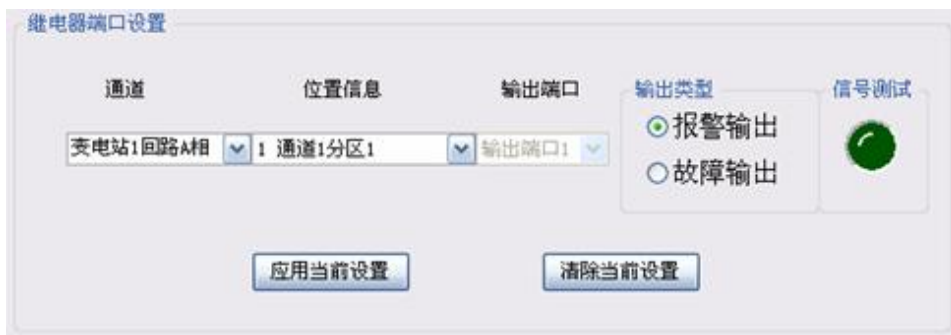 继电器端口设置
通道 位置信息 输出端口 输出类型 信号测试
变电站1回路A相 1 通道1分区1 输出端口1 报警输出
故障输出
应用当前设置 清除当前设置